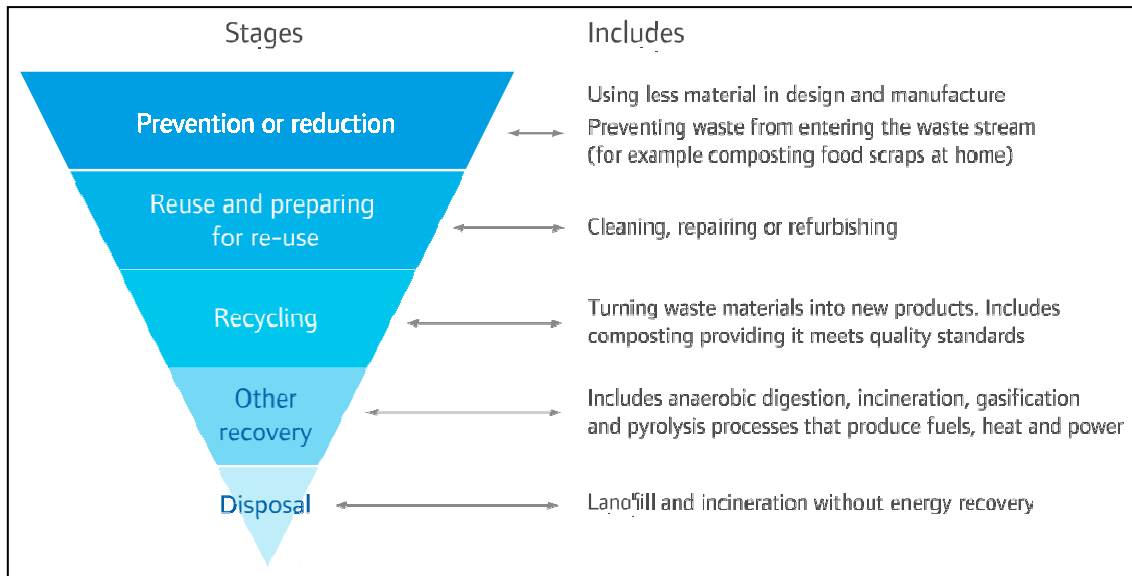 Stages
Includes
Prevention or reduction
Using less material in design and manufacture
Preventing waste from entering the waste stream
(for example composting food scraps at home)
Reuse and preparing
for re-use
Cleaning, repairing or refurbishing
Recycling
Turning waste materials into new products. Includes
composting providing it meets quality standards
Other
recovery
Includes anaerobic digestion, incineration, gasification
and pyrolysis processes that produce fuels, heat and power
Disposal
Landfill and incineration without energy recovery